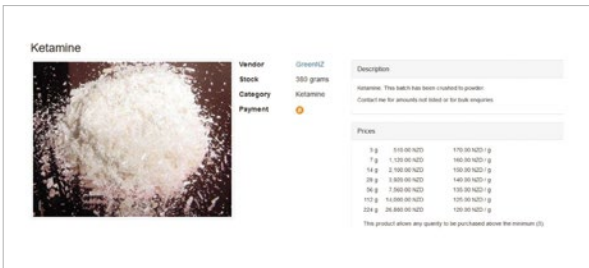 Ketamine
Vendor GreenNZ
Stock 380 grams
Category Ketamine
Payment
Description
Ketamine. This batch has been crushed to powder.
Contact me for amounts not listed or for bulk enquiries
Prices
3 g 510.00 NZD 170.00 NZD / g
7 g 1,120.00 NZD 160.00 NZD / g
14 g 2,100.00 NZD 150.00 NZD / g
28 g 3,920.00 NZD 140.00 NZD / g
56 g 7,560.00 NZD 135.00 NZD / g
112 g 14,000.00 NZD 125.00 NZD / g
224 g 26,880.00 NZD 120.00 NZD / g
This product allows any quantity to be purchased above the minimum